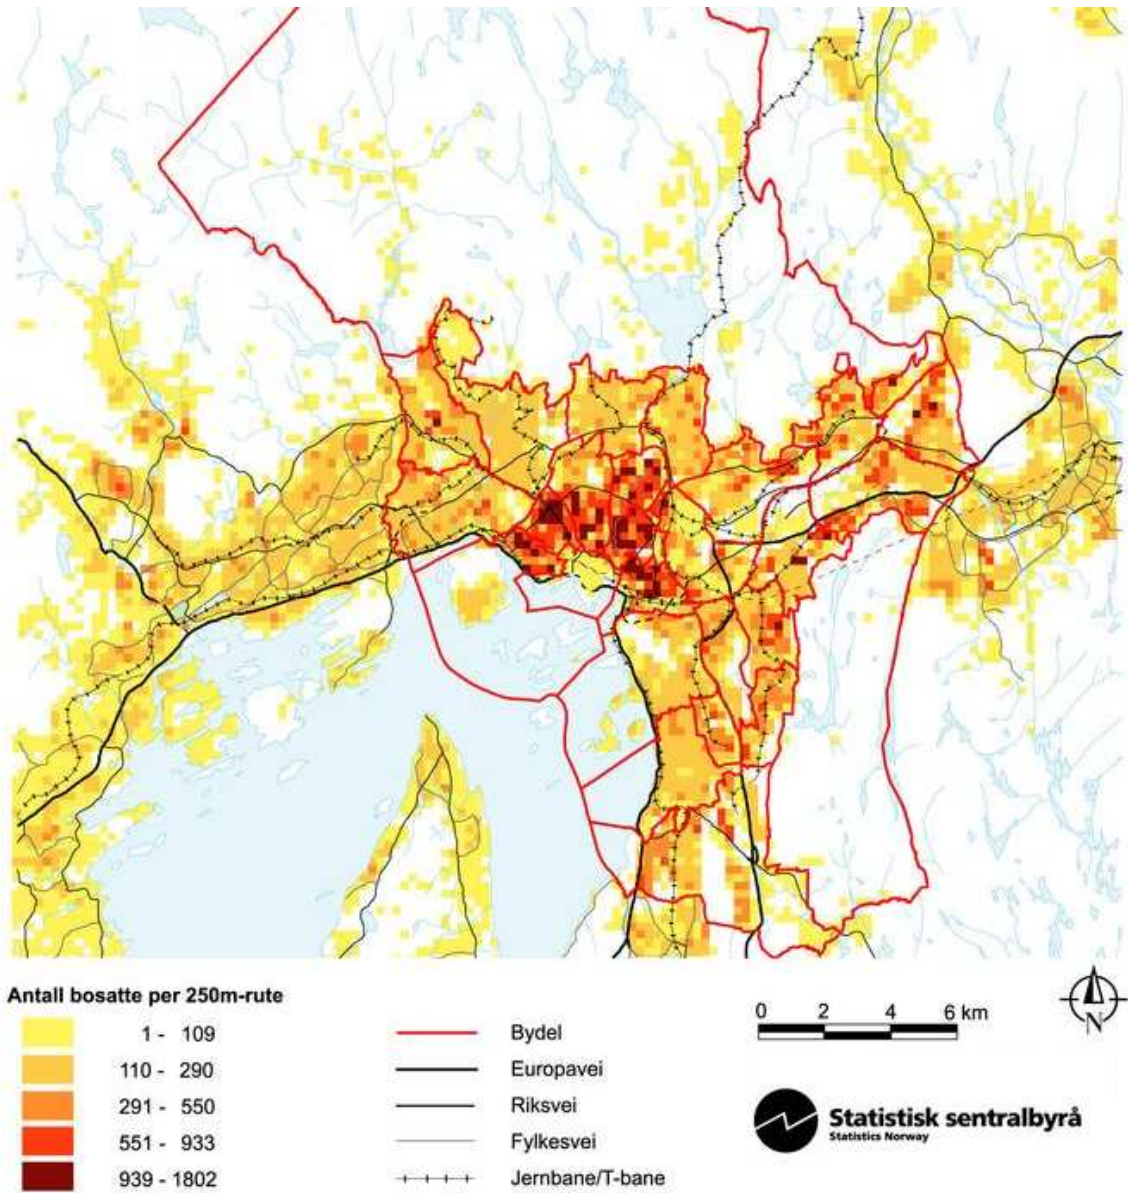 Antall bosatte per 250m-rute
1 - 109
110 - 290
291 - 550
551 - 933
939 - 1802
Bydel
Europavei
Riksvei
Fylkesvei
Jernbane/T-bane
0 2 4 6 km
N
Statistisk sentralbyrå
Statistics Norway